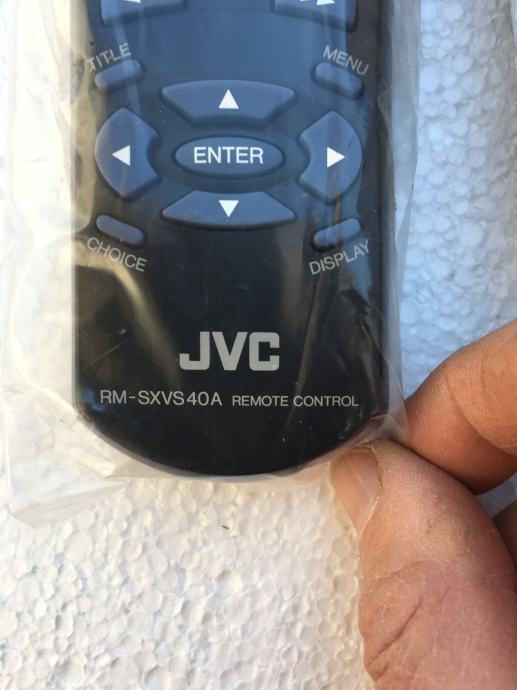 TITLE
MENU
ENTER
CHOICE
DISPLAY
JVC
RM-SXVS40A REMOTE CONTROL